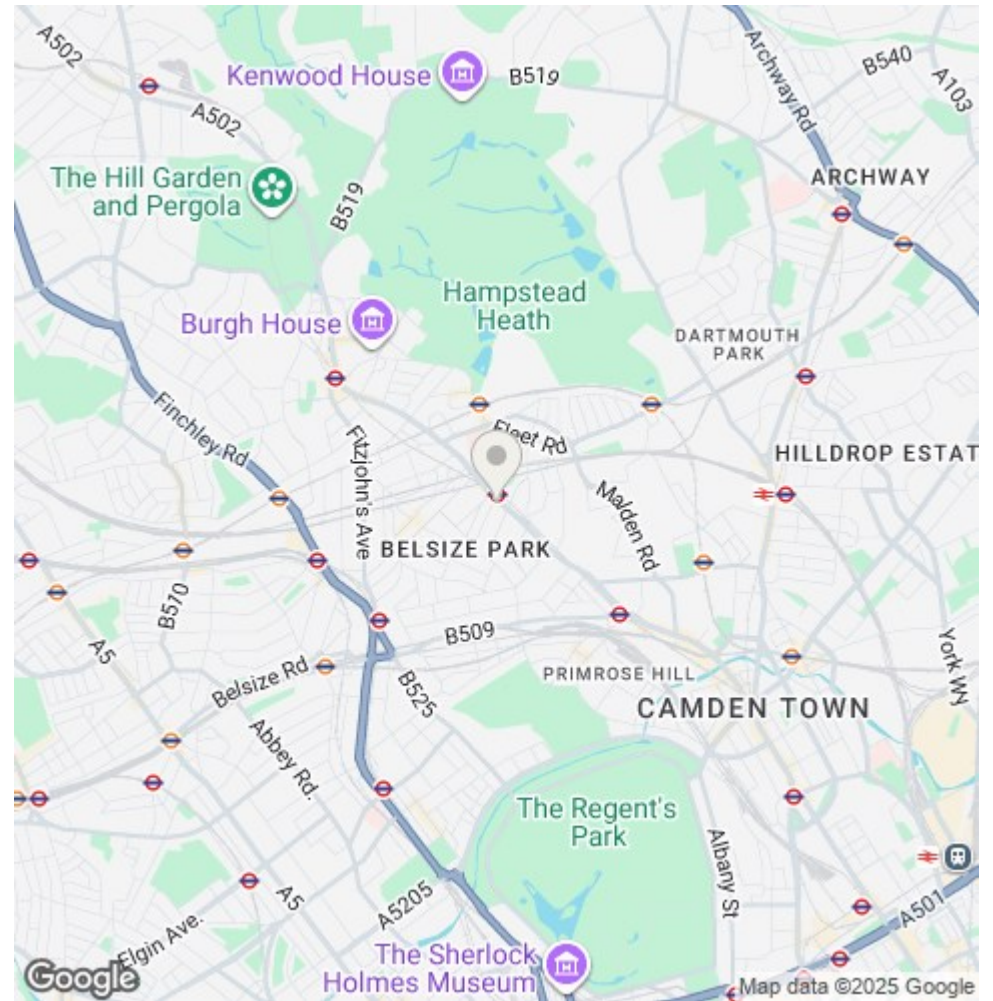 A502
Kenwood House
B519
B540
A103
Archway Rd
A502
The Hill Garden
and Pergola
B519
ARCHWAY
Hampstead
Heath
Burgh House
DARTMOUTH
PARK
Finchley Rd
Fitzjohn's Ave
Fleet Rd
HILLDROP ESTAT
Malden Rd
BELSIZE PARK
B510
A5
B509
York Wy
Belsize Rd
B525
PRIMROSE HILL
CAMDEN TOWN
Abbey Rd.
The Regent's
Park
Albany St
A5
A5205
A501
Elgin Ave.
The Sherlock
Holmes Museum
Google
Map data ©2025 Google